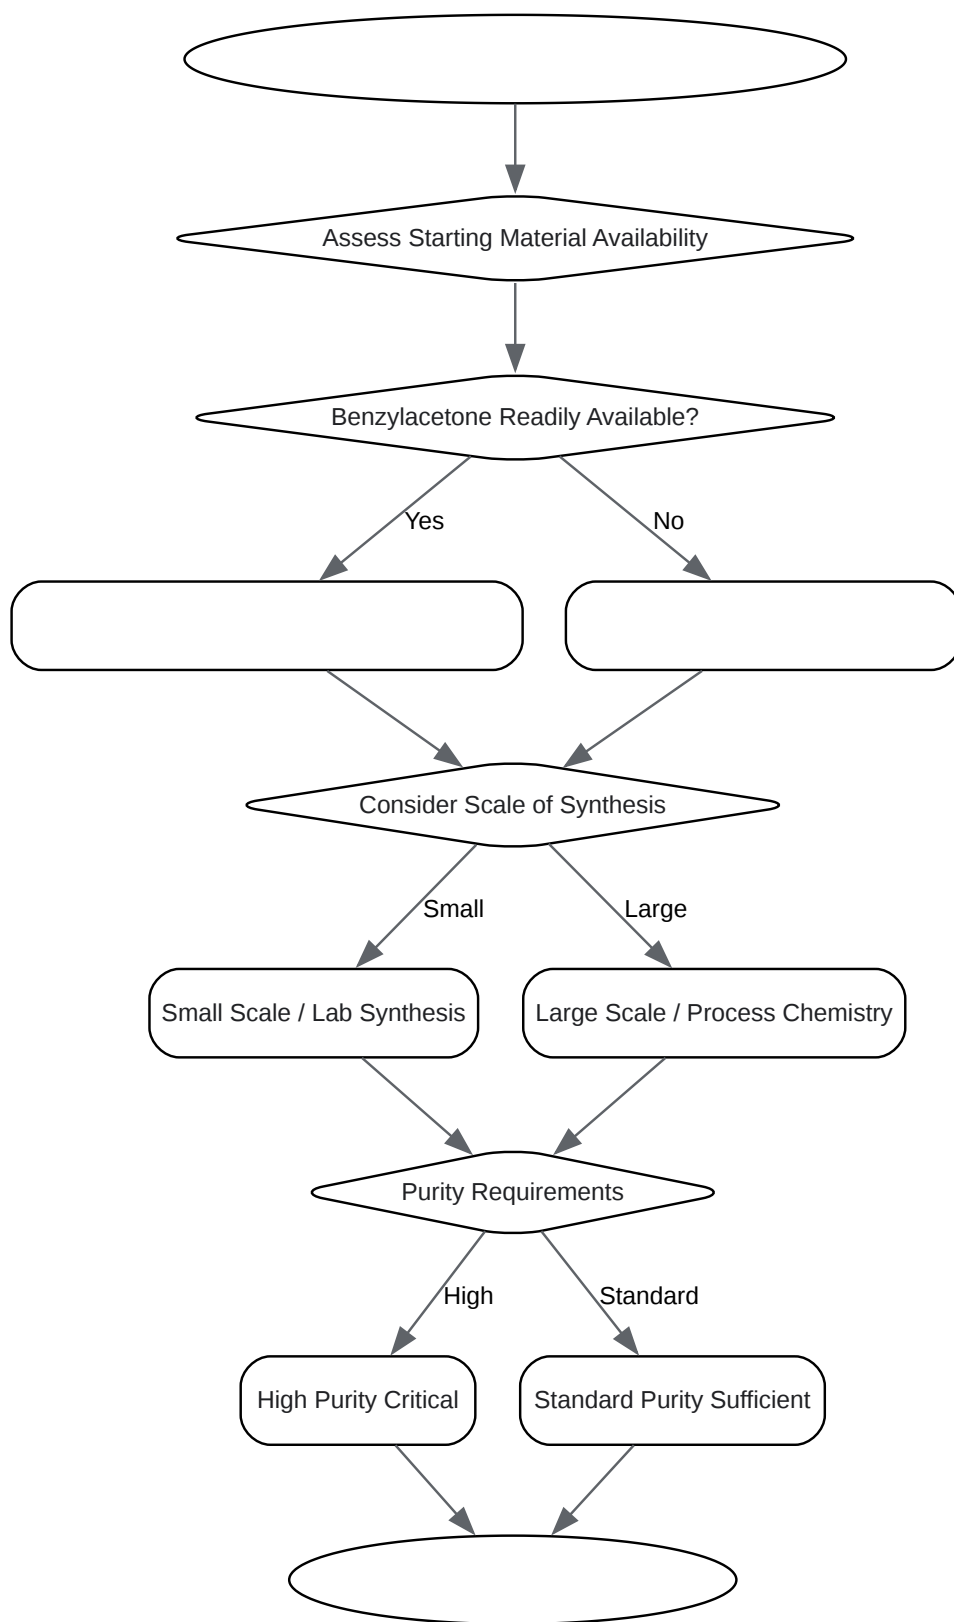 Assess Starting Material Availability
Benzylacetone Readily Available?
Yes
No
Consider Scale of Synthesis
Small
Large
Small Scale / Lab Synthesis
Large Scale / Process Chemistry
Purity Requirements
High
Standard
High Purity Critical
Standard Purity Sufficient